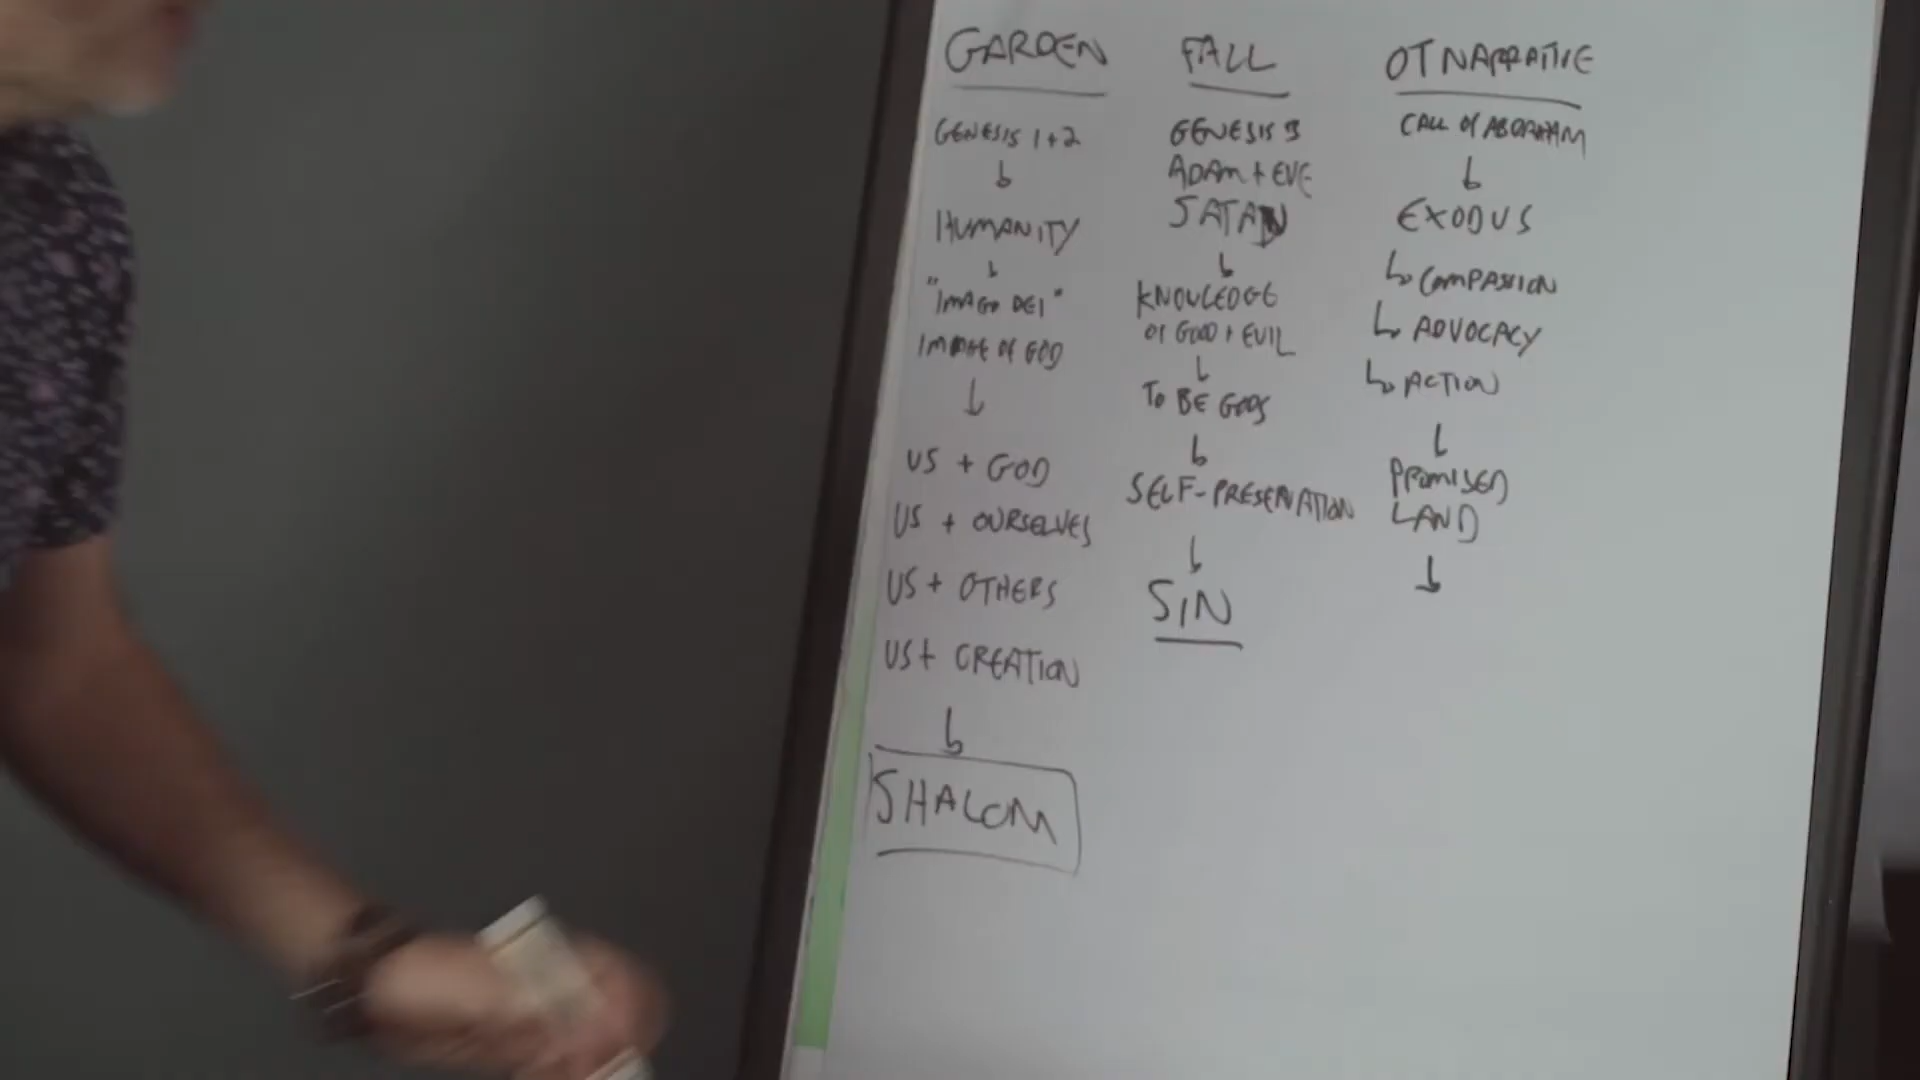 GARDEN
GENESIS 1+2
HUMANITY
"IMAGO DEI"
IMAGE OF GOD
US + GOD
US + OURSELVES
US + OTHERS
US + CREATION
SHALOM
FALL
GENESIS 3
ADAM + EVE
SATAN
KNOWLEDGE
OF GOOD + EVIL
TO BE GODS
SELF-PRESERVATION
SIN
OT NARRATIVE
CALL OF ABRAHAM
EXODUS
COMPASSION
ADVOCACY
ACTION
PROMISED
LAND